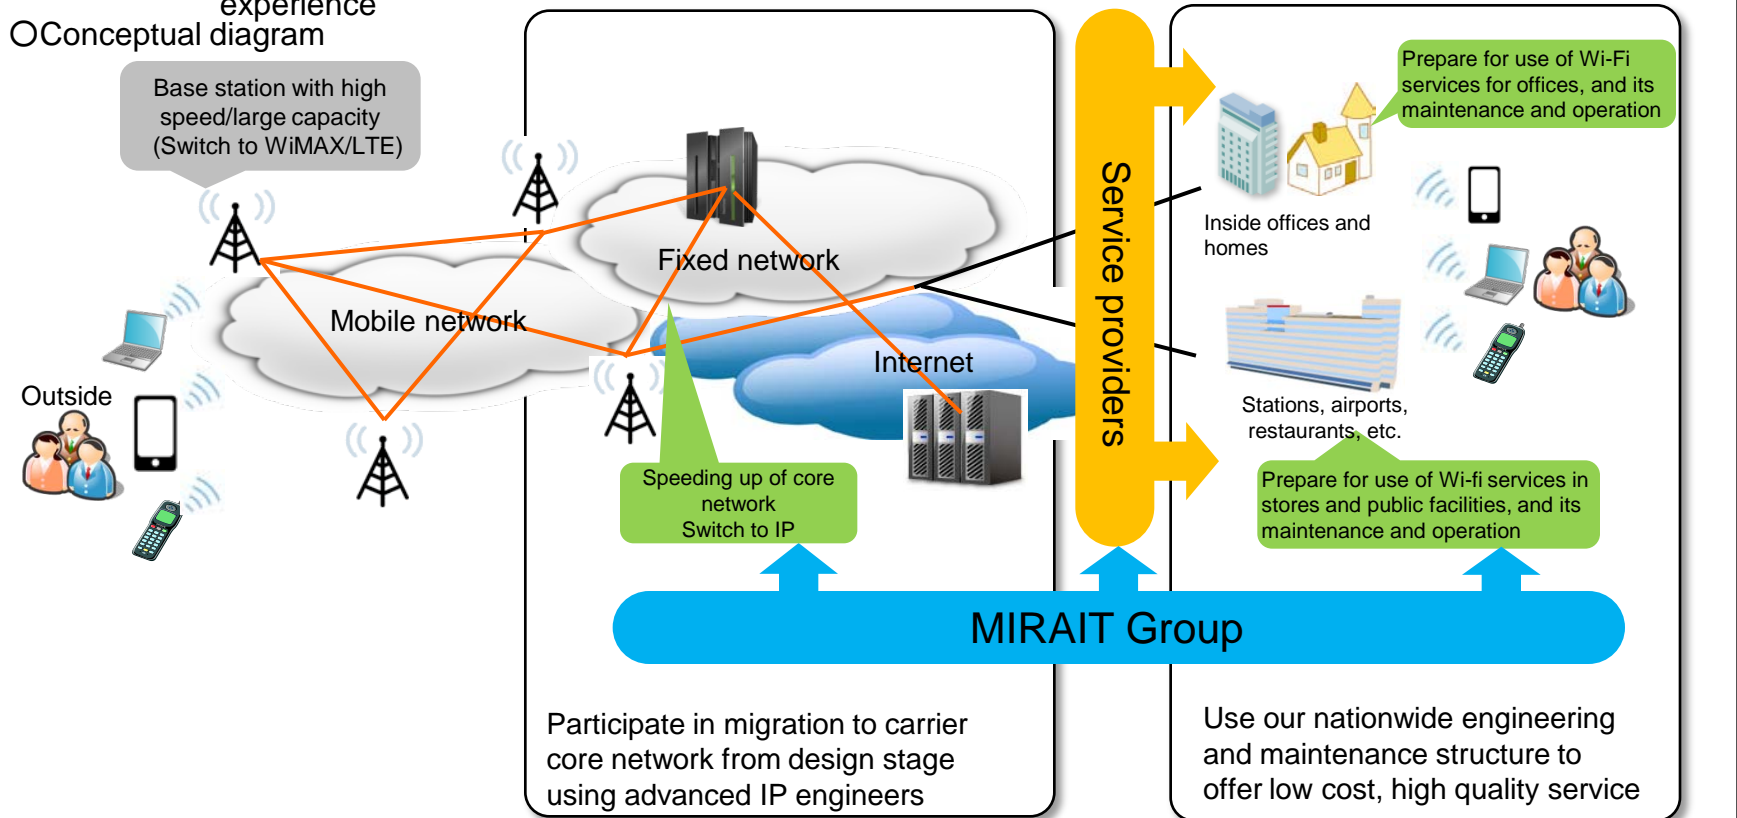 experience
○Conceptual diagram
Base station with high
speed/large capacity
(Switch to WiMAX/LTE)
Mobile network
Fixed network
Internet
Outside
Speeding up of core
network
Switch to IP
Service providers
Prepare for use of Wi-Fi
services for offices, and its
maintenance and operation
Inside offices and
homes
Stations, airports,
restaurants, etc.
Prepare for use of Wi-fi services in
stores and public facilities, and its
maintenance and operation
MIRAIT Group
Participate in migration to carrier
core network from design stage
using advanced IP engineers
Use our nationwide engineering
and maintenance structure to
offer low cost, high quality service